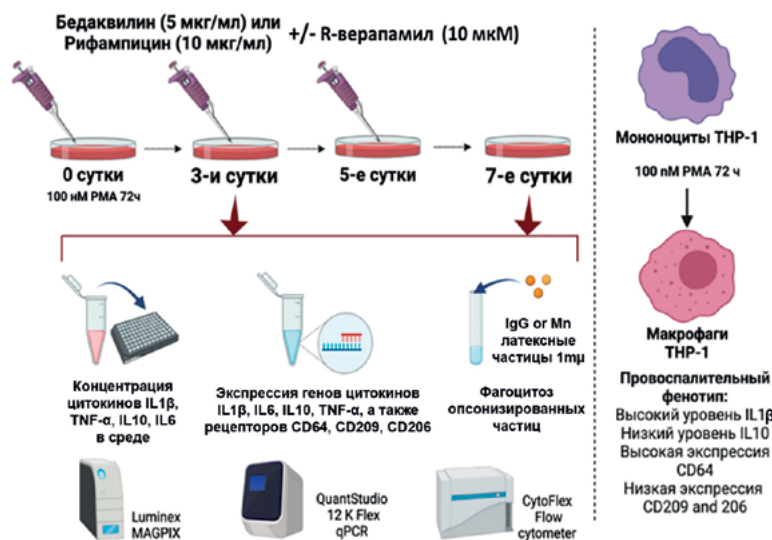 Бедаквилин (5 мкг/мл) или
Рифампицин (10 мкг/мл)
+/- R-верапамил (10 мкМ)
0 сутки
100 нМ PMA 72ч
3-и сутки
5-е сутки
7-е сутки
Концентрация
цитокинов IL1β,
TNF-α, IL10, IL6
в среде
Экспрессия генов цитокинов
IL1β, IL6, IL10, TNF-α, а также
рецепторов CD64, CD209, CD206
IgG or Mn
латексные
частицы 1mμ
Фагоцитоз
опсонизированных
частиц
Luminex
MAGPIX
QuantStudio
12 K Flex
qPCR
CytoFlex
Flow
cytometer
Мононоциты THP-1
100 nM PMA 72 ч
Макрофаги
THP-1
Провоспалительный
фенотип:
Высокий уровень IL1β
Низкий уровень IL10
Высокая экспрессия
CD64
Низкая экспрессия
CD209 and 206